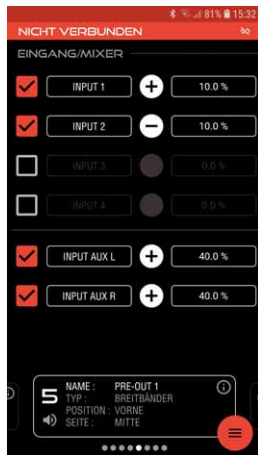 81% 15:32
NICHT VERBUNDEN
EINGANG/MIXER
INPUT 1 + 10.0 %
INPUT 2 − 10.0 %
INPUT 3 0.0 %
INPUT 4 0.0 %
INPUT AUX L + 40.0 %
INPUT AUX R + 40.0 %
5
NAME : PRE-OUT 1
TYP : BREITBÄNDER
POSITION : VORNE
SEITE : MITTE